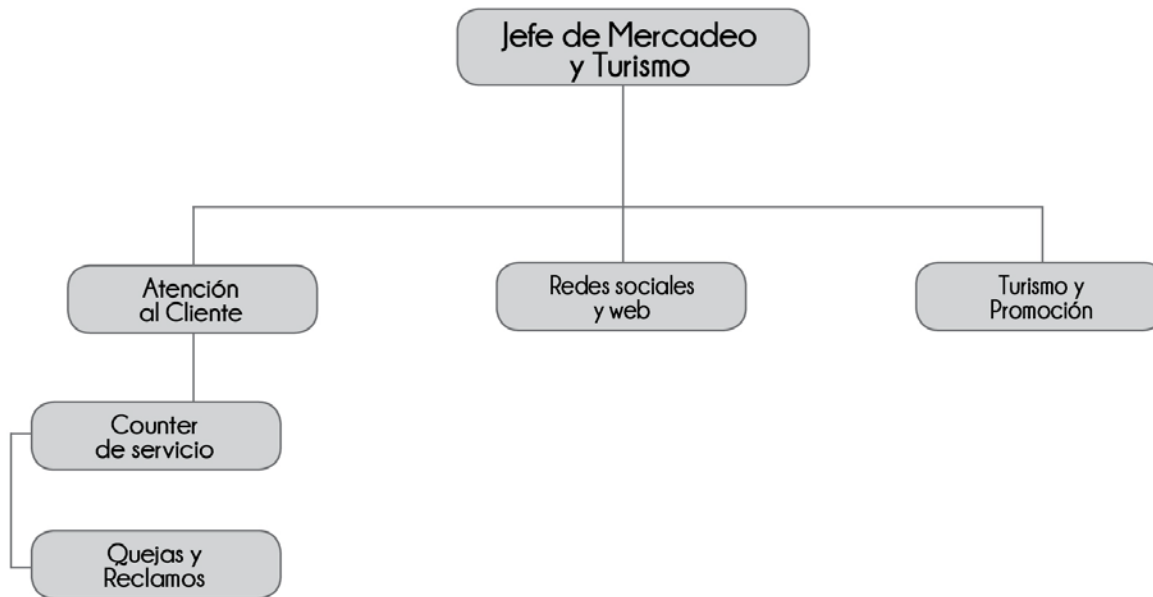 Jefe de Mercadeo
y Turismo
Atención
al Cliente
Redes sociales
y web
Turismo y
Promoción
Counter
de servicio
Quejas y
Reclamos